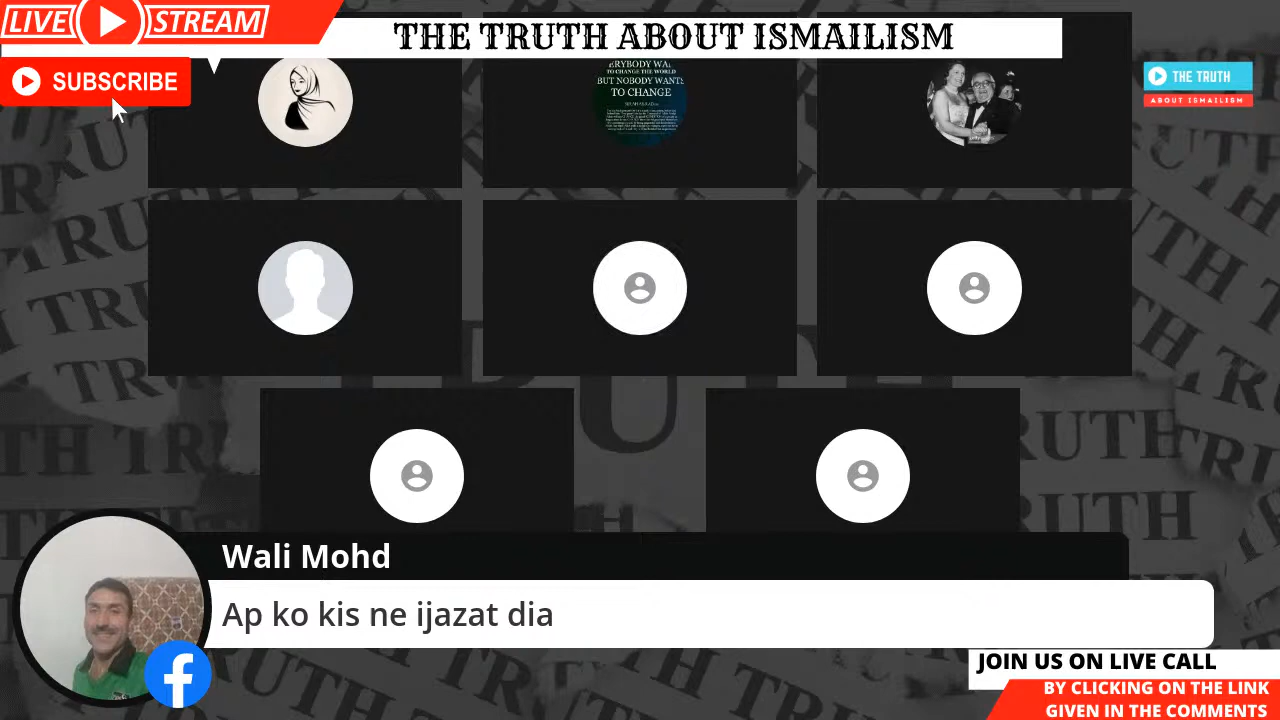 LIVE STREAM
THE TRUTH ABOUT ISMAILISM
SUBSCRIBE
TO CHANGE THE WORLD
BUT NOBODY WANTS
TO CHANGE
THE TRUTH
ABOUT ISMAILISM
TRUTH
Wali Mohd
Ap ko kis ne ijazat dia
JOIN US ON LIVE CALL
BY CLICKING ON THE LINK
GIVEN IN THE COMMENTS